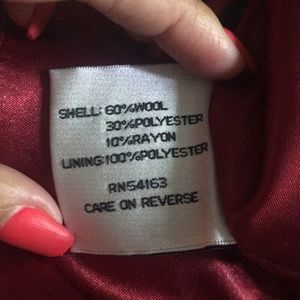 SHELL: 60%WOOL
30%POLYESTER
10%RAYON
LINING:100%POLYESTER
RN54163
CARE ON REVERSE